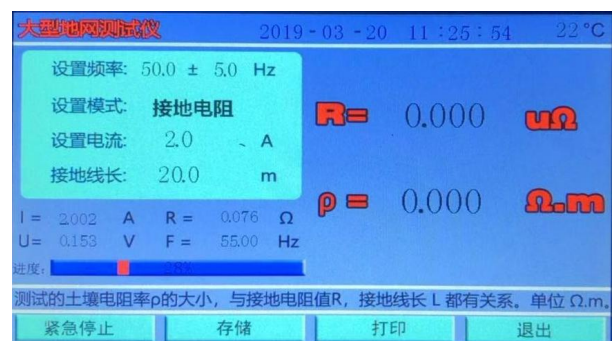 大型地网测试仪 2019-03-20 11:25:54 22°C
设置频率: 50.0 ± 5.0 Hz
设置模式: 接地电阻
设置电流: 2.0 A
接地线长: 20.0 m
R= 0.000 uΩ
ρ= 0.000 Ω.m
I = 2.002 A R = 0.076 Ω
U= 0.153 V F = 55.00 Hz
进度: 28%
测试的土壤电阻率ρ的大小，与接地电阻值R，接地线长 L 都有关系。单位 Ω.m。
紧急停止 存储 打印 退出